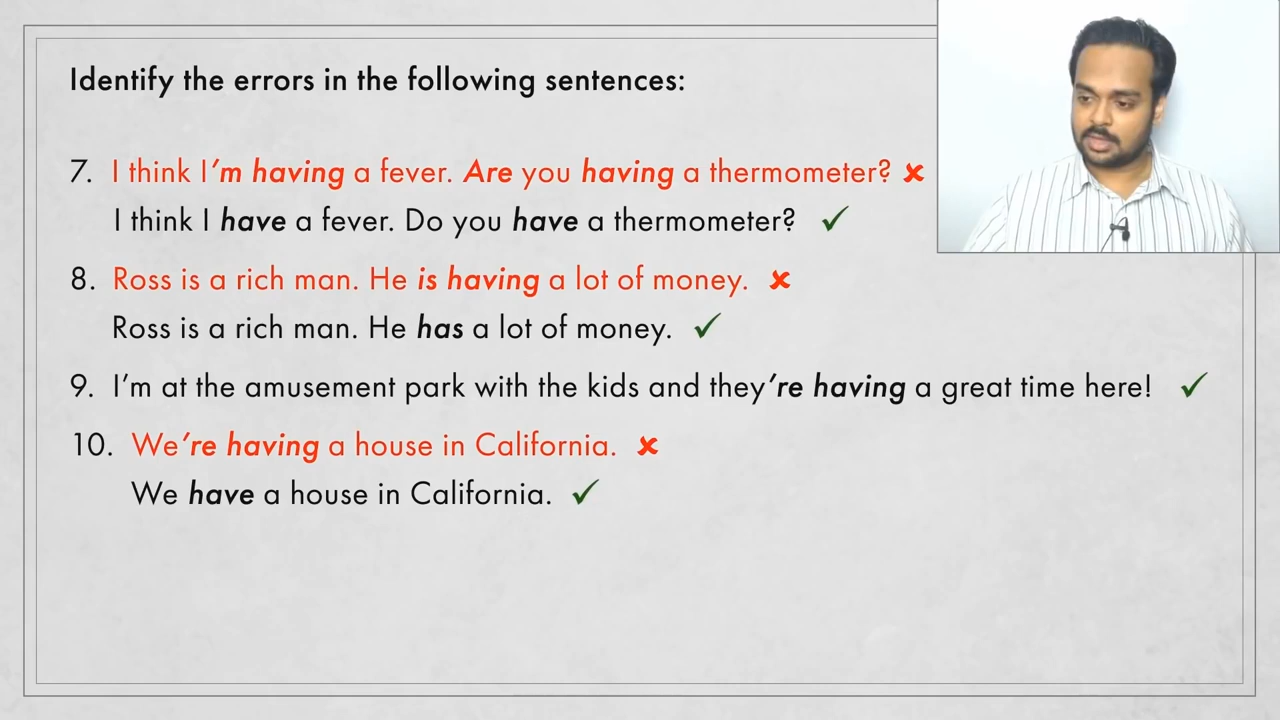 Identify the errors in the following sentences:
7. I think I'm having a fever. Are you having a thermometer? ✘
I think I have a fever. Do you have a thermometer? ✓
8. Ross is a rich man. He is having a lot of money. ✘
Ross is a rich man. He has a lot of money. ✓
9. I'm at the amusement park with the kids and they're having a great time here! ✓
10. We're having a house in California. ✘
We have a house in California. ✓